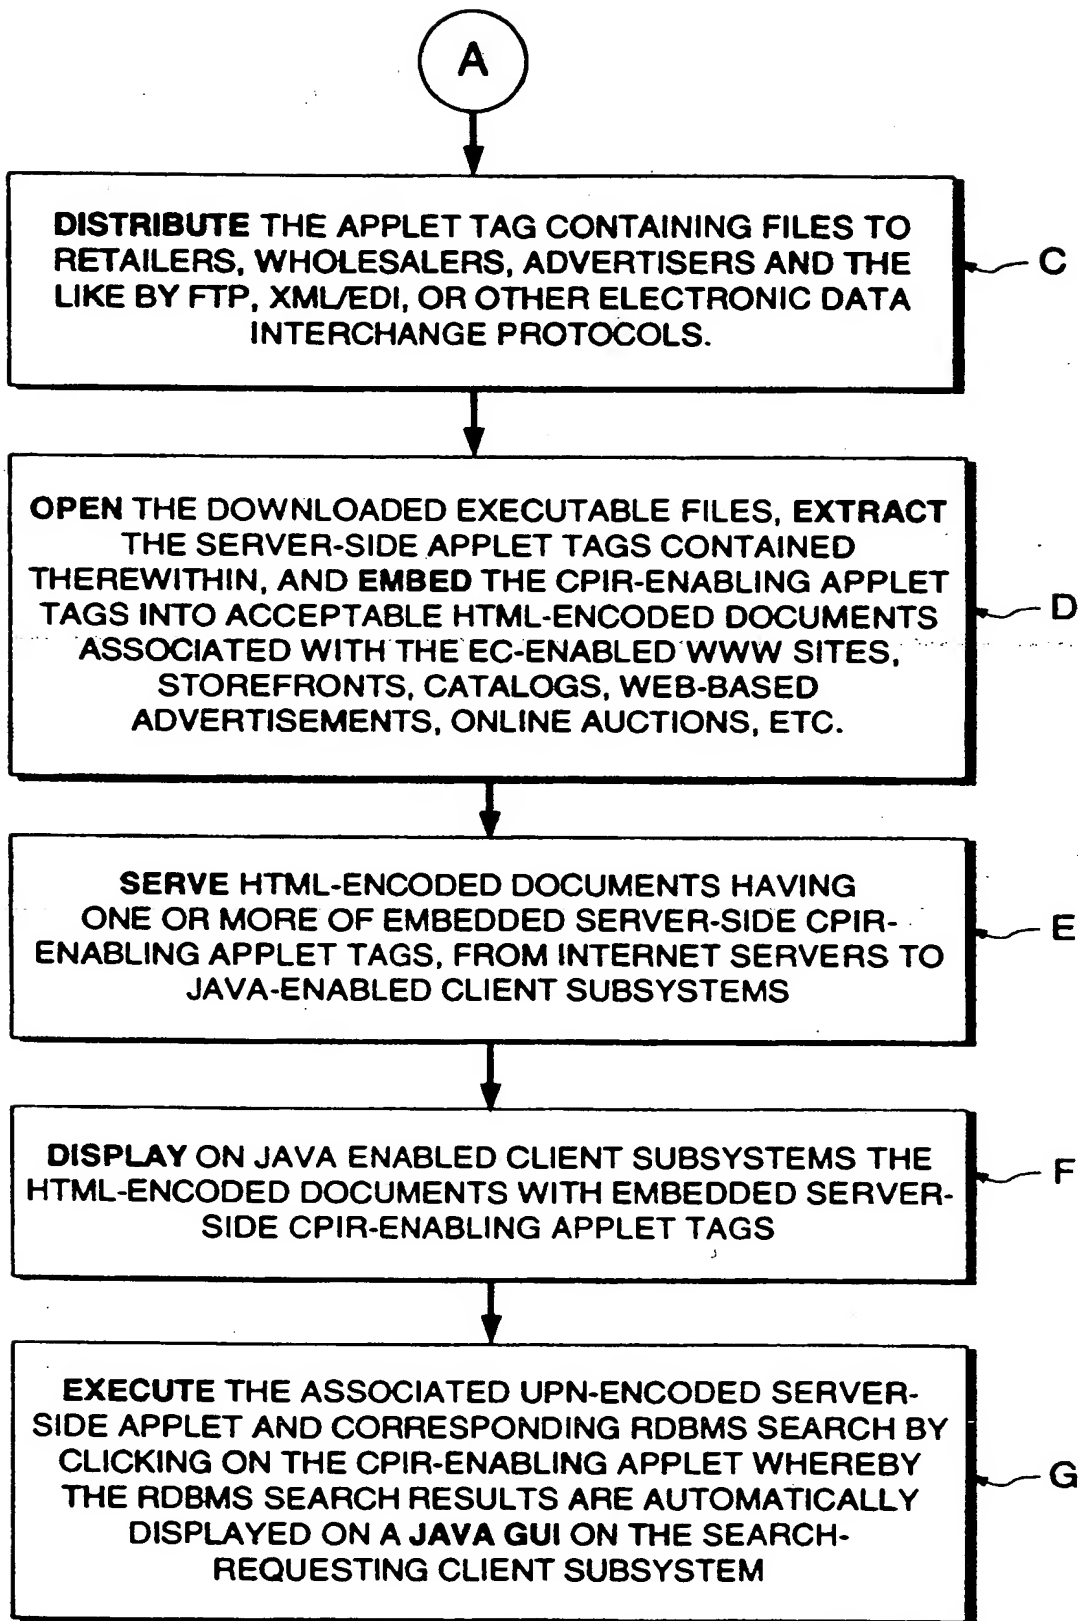 A
DISTRIBUTE THE APPLET TAG CONTAINING FILES TO
RETAILERS, WHOLESALERS, ADVERTISERS AND THE
LIKE BY FTP, XML/EDI, OR OTHER ELECTRONIC DATA
INTERCHANGE PROTOCOLS.
C
OPEN THE DOWNLOADED EXECUTABLE FILES, EXTRACT
THE SERVER-SIDE APPLET TAGS CONTAINED
THEREWITHIN, AND EMBED THE CPIR-ENABLING APPLET
TAGS INTO ACCEPTABLE HTML-ENCODED DOCUMENTS
ASSOCIATED WITH THE EC-ENABLED WWW SITES,
STOREFRONTS, CATALOGS, WEB-BASED
ADVERTISEMENTS, ONLINE AUCTIONS, ETC.
D
SERVE HTML-ENCODED DOCUMENTS HAVING
ONE OR MORE OF EMBEDDED SERVER-SIDE CPIR-
ENABLING APPLET TAGS, FROM INTERNET SERVERS TO
JAVA-ENABLED CLIENT SUBSYSTEMS
E
DISPLAY ON JAVA ENABLED CLIENT SUBSYSTEMS THE
HTML-ENCODED DOCUMENTS WITH EMBEDDED SERVER-
SIDE CPIR-ENABLING APPLET TAGS
F
EXECUTE THE ASSOCIATED UPN-ENCODED SERVER-
SIDE APPLET AND CORRESPONDING RDBMS SEARCH BY
CLICKING ON THE CPIR-ENABLING APPLET WHEREBY
THE RDBMS SEARCH RESULTS ARE AUTOMATICALLY
DISPLAYED ON A JAVA GUI ON THE SEARCH-
REQUESTING CLIENT SUBSYSTEM
G